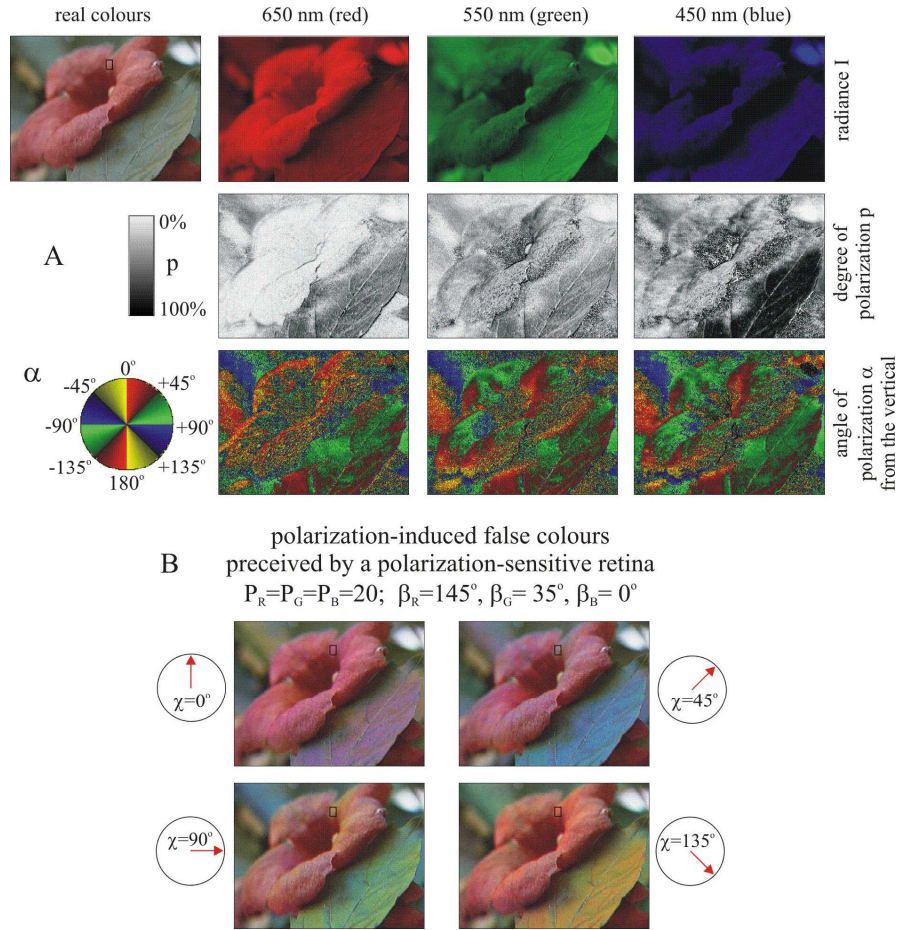 real colours
650 nm (red)
550 nm (green)
450 nm (blue)
radiance I
A
0%
p
100%
degree of
polarization p
α
0°
-45°
+45°
-90°
+90°
-135°
+135°
180°
angle of
polarization α
from the vertical
polarization-induced false colours
B
preceived by a polarization-sensitive retina
P_R=P_G=P_B=20; β_R=145°, β_G= 35°, β_B= 0°
χ=0°
χ=45°
χ=90°
χ=135°